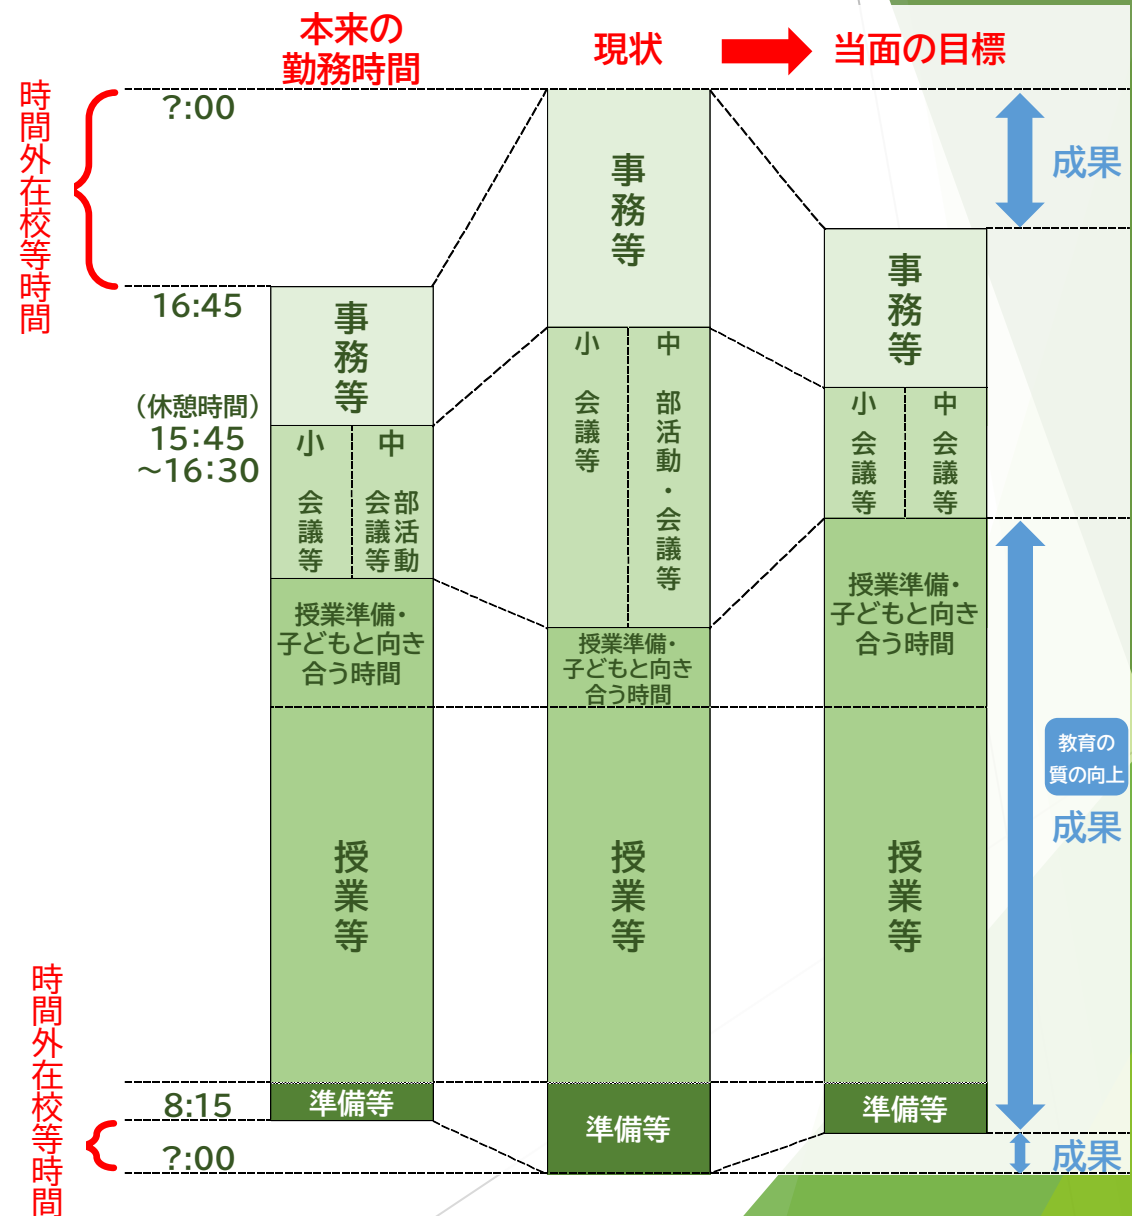 本来の
勤務時間
現状
当面の目標
時間外在校等時間
?:00
16:45
（休憩時間）
15:45
～16:30
8:15
?:00
時間外在校等時間
事務等
小
会議等
中
会議等
部活動
授業準備・
子どもと向き
合う時間
授業等
準備等
事務等
小
会議等
中
部活動・会議等
授業準備・
子どもと向き
合う時間
授業等
準備等
事務等
小
会議等
中
会議等
授業準備・
子どもと向き
合う時間
授業等
準備等
成果
教育の
質の向上
成果
成果